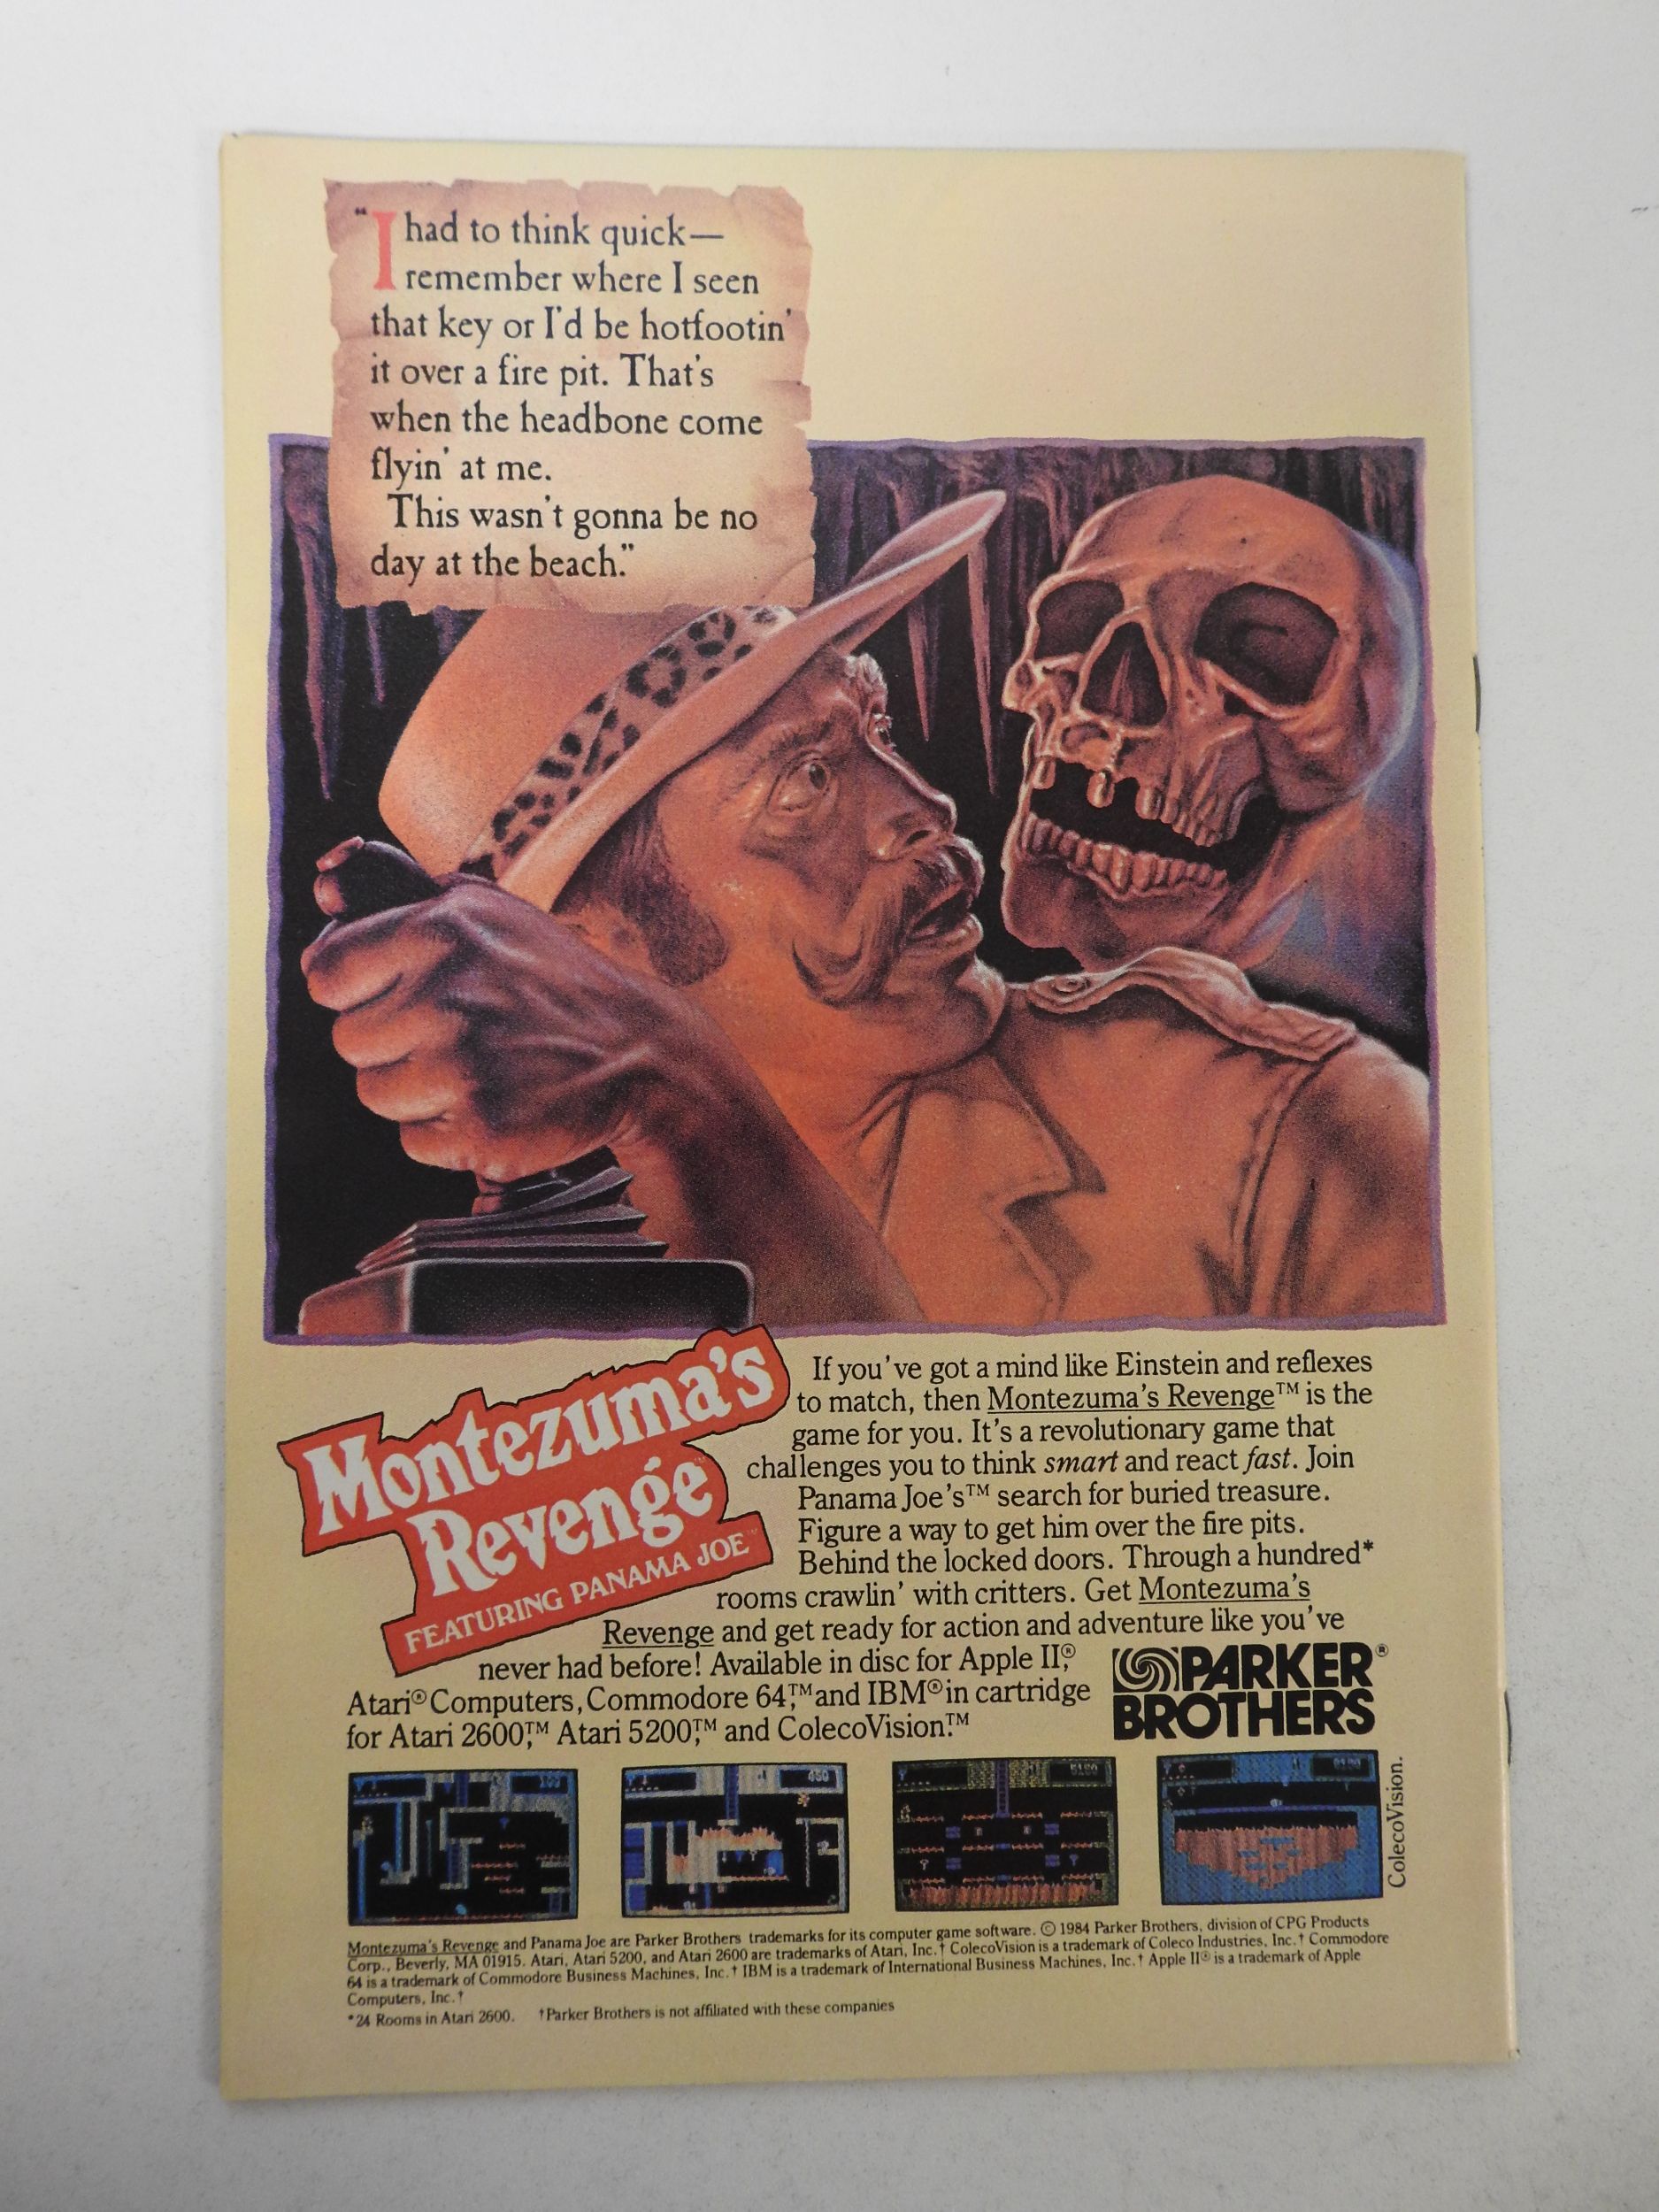 "I had to think quick—
remember where I seen
that key or I'd be hotfootin'
it over a fire pit. That's
when the headbone come
flyin' at me.
This wasn't gonna be no
day at the beach."
Montezuma's
Revenge™
FEATURING PANAMA JOE™
If you've got a mind like Einstein and reflexes
to match, then Montezuma's Revenge™ is the
game for you. It's a revolutionary game that
challenges you to think smart and react fast. Join
Panama Joe's™ search for buried treasure.
Figure a way to get him over the fire pits.
Behind the locked doors. Through a hundred*
rooms crawlin' with critters. Get Montezuma's
Revenge and get ready for action and adventure like you've
never had before! Available in disc for Apple II,®
Atari® Computers, Commodore 64,™ and IBM® in cartridge
for Atari 2600,™ Atari 5200,™ and ColecoVision.™
PARKER®
BROTHERS
100
400
5150
ColecoVision.
Montezuma's Revenge and Panama Joe are Parker Brothers trademarks for its computer game software. © 1984 Parker Brothers, division of CPG Products
Corp., Beverly, MA 01915. Atari, Atari 5200, and Atari 2600 are trademarks of Atari, Inc.† ColecoVision is a trademark of Coleco Industries, Inc.† Commodore
64 is a trademark of Commodore Business Machines, Inc.† IBM is a trademark of International Business Machines, Inc.† Apple II® is a trademark of Apple
Computers, Inc.†
*24 Rooms in Atari 2600. †Parker Brothers is not affiliated with these companies